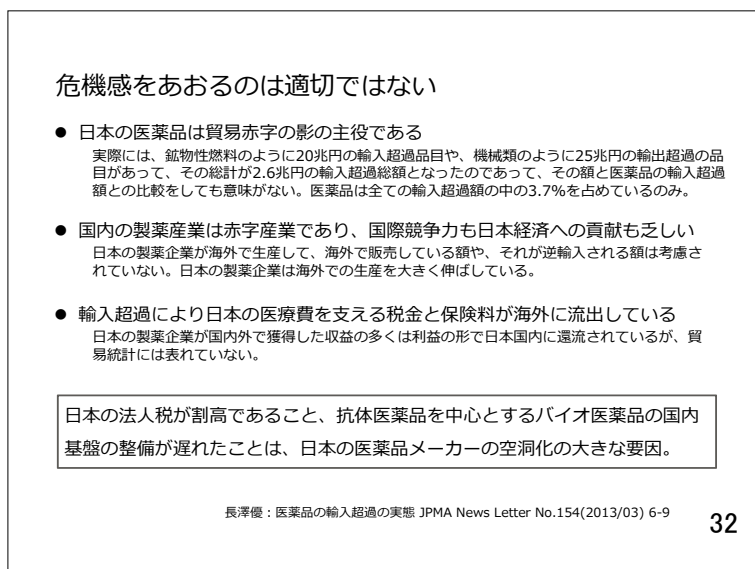 危機感をあおるのは適切ではない
● 日本の医薬品は貿易赤字の影の主役である
実際には、鉱物性燃料のように20兆円の輸入超過品目や、機械類のように25兆円の輸出超過の品
目があって、その総計が2.6兆円の輸入超過総額となったのであって、その額と医薬品の輸入超過
額との比較をしても意味がない。医薬品は全ての輸入超過額の中の3.7%を占めているのみ。
● 国内の製薬産業は赤字産業であり、国際競争力も日本経済への貢献も乏しい
日本の製薬企業が海外で生産して、海外で販売している額や、それが逆輸入される額は考慮さ
れていない。日本の製薬企業は海外での生産を大きく伸ばしている。
● 輸入超過により日本の医療費を支える税金と保険料が海外に流出している
日本の製薬企業が国内外で獲得した収益の多くは利益の形で日本国内に還流されているが、貿
易統計には表れていない。
日本の法人税が割高であること、抗体医薬品を中心とするバイオ医薬品の国内
基盤の整備が遅れたことは、日本の医薬品メーカーの空洞化の大きな要因。
長澤優：医薬品の輸入超過の実態 JPMA News Letter No.154(2013/03) 6-9
32